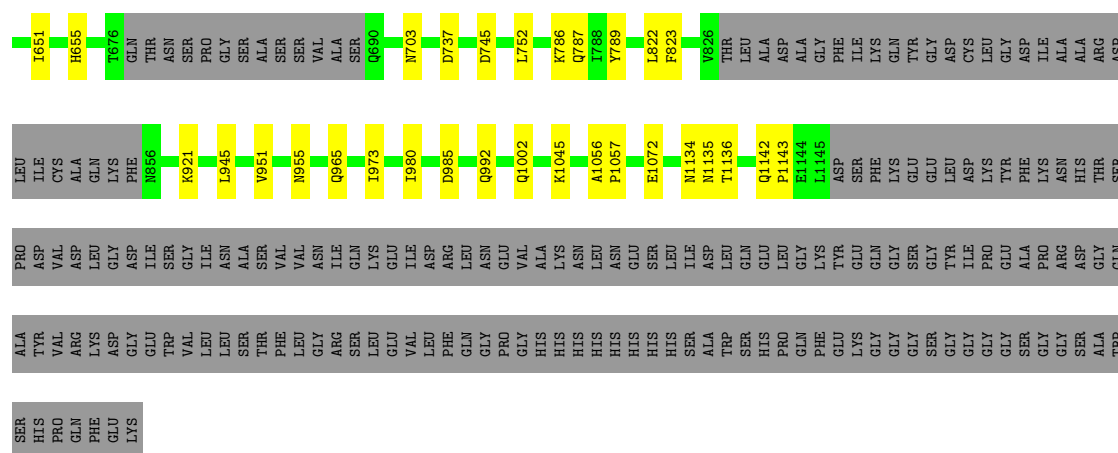 I651 H655 T676 GLN THR ASN SER PRO GLY SER ALA SER SER VAL ALA SER Q690 N703 D737 D745 L752 K786 Q787 I788 Y789 L822 F823 V826 THR LEU ALA ASP ALA GLY PHE ILE LYS GLN TYR GLY ASP CYS LEU GLY ASP ILE ALA ALA ARG ASP
LEU ILE CYS ALA GLN LYS PHE N856 K921 L945 V951 N955 Q965 I973 I980 D985 Q992 Q1002 K1045 A1056 P1057 E1072 N1134 N1135 T1136 Q1142 P1143 E1144 L1145 ASP SER PHE LYS GLU GLU LEU ASP LYS TYR PHE LYS ASN HIS THR SER
PRO ASP VAL ASP LEU GLY ASP ILE SER GLY ILE ASN ALA SER VAL VAL ASN ILE GLN LYS GLU ILE ASP ARG LEU ASN GLU VAL ALA LYS ASN LEU ASN GLU SER LEU ILE ASP LEU GLN GLU LEU GLY LYS TYR GLU GLN GLY SER GLY TYR ILE PRO GLU ALA PRO ARG ASP GLY GLN
ALA TYR VAL ARG LYS ASP GLY GLU TRP VAL LEU LEU SER THR PHE LEU GLY ARG SER LEU GLU VAL LEU PHE GLN GLY PRO GLY HIS HIS HIS HIS HIS HIS HIS HIS SER ALA TRP SER HIS PRO GLN PHE GLU LYS GLY GLY GLY SER GLY GLY GLY SER GLY GLY SER ALA TRP
SER HIS PRO GLN PHE GLU LYS